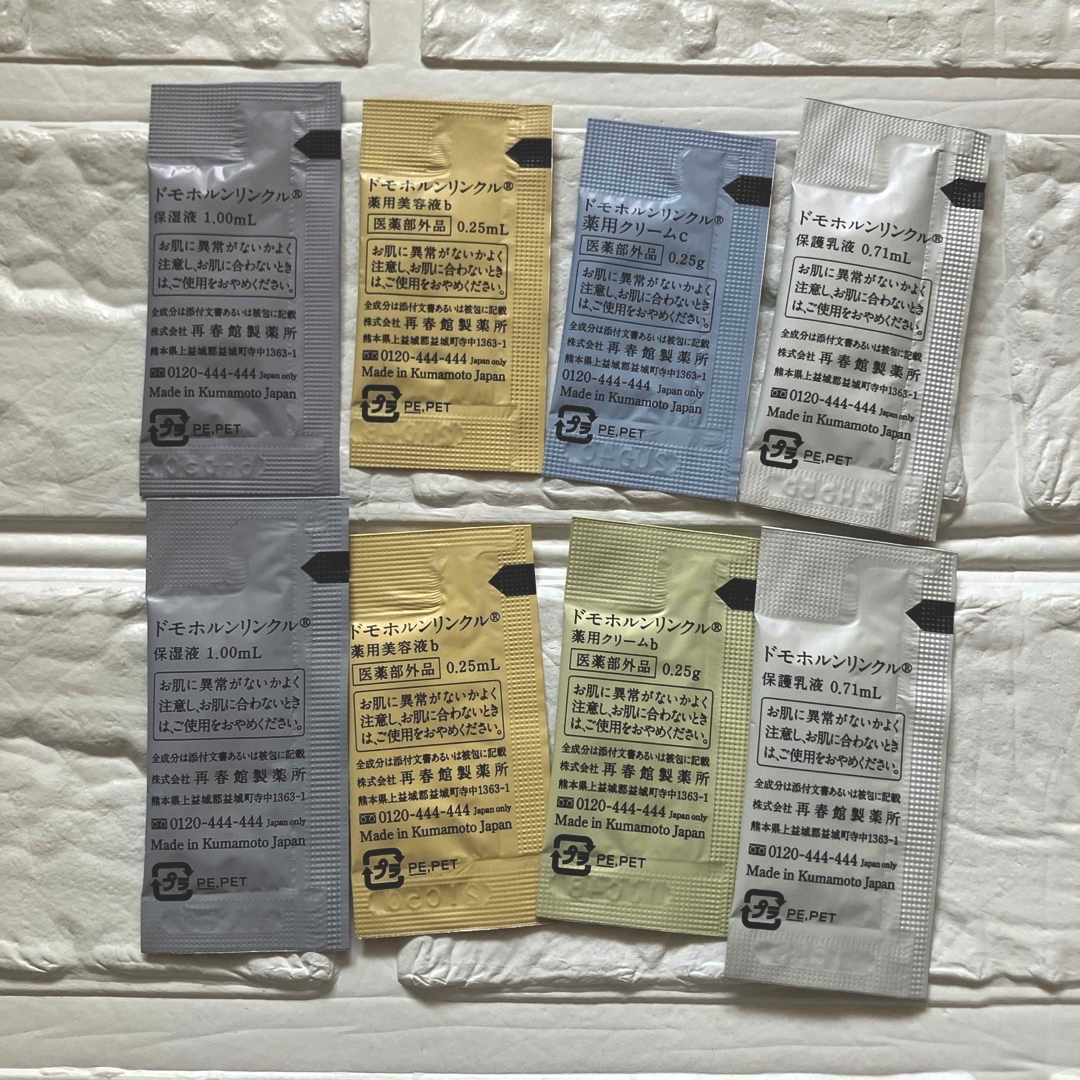 ドモホルンリンクル®
保湿液 1.00mL
お肌に異常がないかよく
注意し、お肌に合わないとき
は、ご使用をおやめください。
全成分は添付文書あるいは被包に記載
株式会社 再春館製薬所
熊本県上益城郡益城町寺中1363-1
0120-444-444 Japan only
Made in Kumamoto Japan
プラ PE,PET
ドモホルンリンクル®
薬用美容液b
医薬部外品 0.25mL
お肌に異常がないかよく
注意し、お肌に合わないとき
は、ご使用をおやめください。
全成分は添付文書あるいは被包に記載
株式会社 再春館製薬所
熊本県上益城郡益城町寺中1363-1
0120-444-444 Japan only
Made in Kumamoto Japan
プラ PE,PET
ドモホルンリンクル®
薬用クリームc
医薬部外品 0.25g
お肌に異常がないかよく
注意し、お肌に合わないとき
は、ご使用をおやめください。
全成分は添付文書あるいは被包に記載
株式会社 再春館製薬所
熊本県上益城郡益城町寺中1363-1
0120-444-444 Japan only
Made in Kumamoto Japan
プラ PE,PET
ドモホルンリンクル®
保護乳液 0.71mL
お肌に異常がないかよく
注意し、お肌に合わないとき
は、ご使用をおやめください。
全成分は添付文書あるいは被包に記載
株式会社 再春館製薬所
熊本県上益城郡益城町寺中1363-1
0120-444-444 Japan only
Made in Kumamoto Japan
プラ PE,PET
ドモホルンリンクル®
保湿液 1.00mL
お肌に異常がないかよく
注意し、お肌に合わないとき
は、ご使用をおやめください。
全成分は添付文書あるいは被包に記載
株式会社 再春館製薬所
熊本県上益城郡益城町寺中1363-1
0120-444-444 Japan only
Made in Kumamoto Japan
プラ PE,PET
ドモホルンリンクル®
薬用美容液b
医薬部外品 0.25mL
お肌に異常がないかよく
注意し、お肌に合わないとき
は、ご使用をおやめください。
全成分は添付文書あるいは被包に記載
株式会社 再春館製薬所
熊本県上益城郡益城町寺中1363-1
0120-444-444 Japan only
Made in Kumamoto Japan
プラ PE,PET
ドモホルンリンクル®
薬用クリームb
医薬部外品 0.25g
お肌に異常がないかよく
注意し、お肌に合わないとき
は、ご使用をおやめください。
全成分は添付文書あるいは被包に記載
株式会社 再春館製薬所
熊本県上益城郡益城町寺中1363-1
0120-444-444 Japan only
Made in Kumamoto Japan
プラ PE,PET
ドモホルンリンクル®
保護乳液 0.71mL
お肌に異常がないかよく
注意し、お肌に合わないとき
は、ご使用をおやめください。
全成分は添付文書あるいは被包に記載
株式会社 再春館製薬所
熊本県上益城郡益城町寺中1363-1
0120-444-444 Japan only
Made in Kumamoto Japan
プラ PE,PET